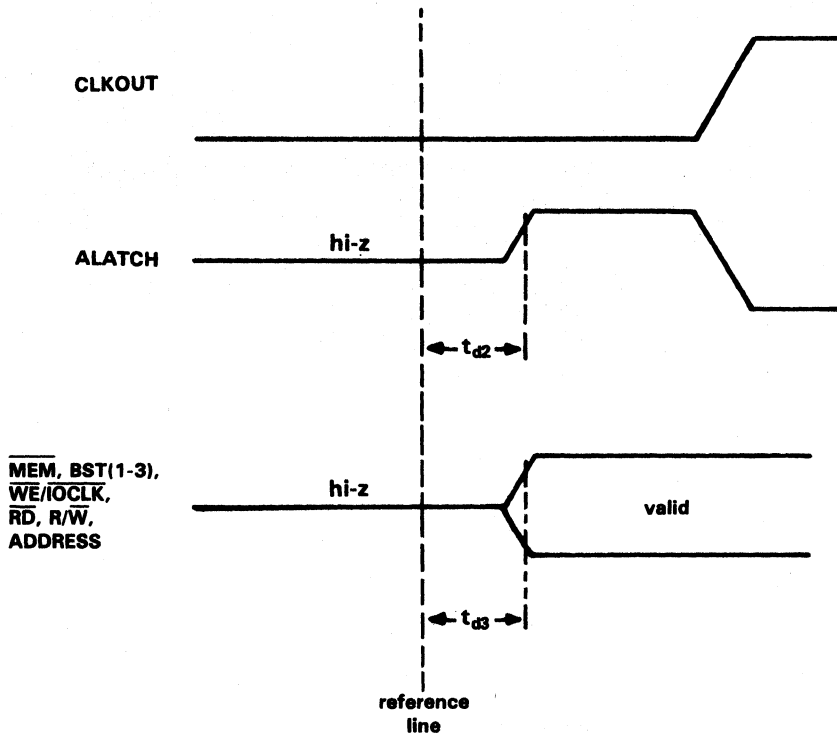 CLKOUT
hi-z
ALATCH
t_d2
MEM, BST(1-3),
WE/IOCLK,
RD, R/W,
ADDRESS
hi-z
valid
t_d3
reference
line